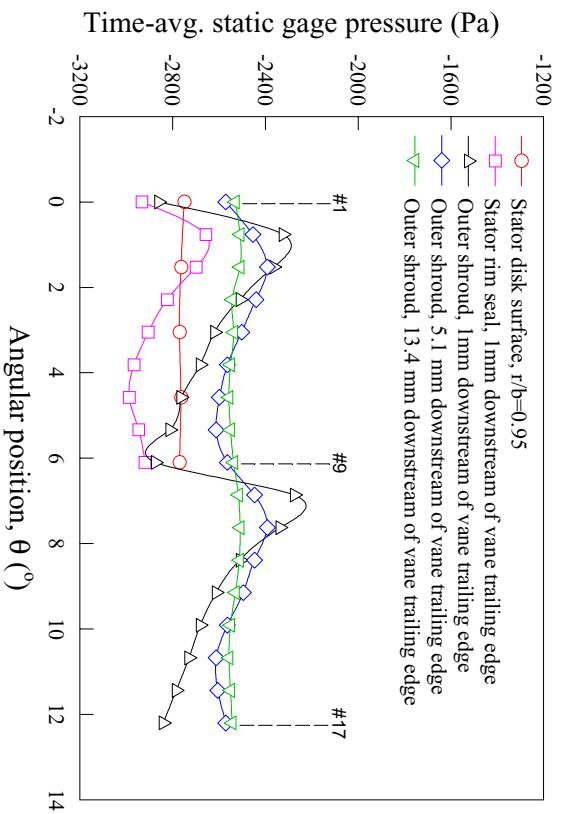 Time-avg. static gage pressure (Pa)
-3200
-2800
-2400
-2000
-1600
-1200
Stator disk surface, r/b=0.95
Stator rim seal, 1mm downstream of vane trailing edge
Outer shroud, 1mm downstream of vane trailing edge
Outer shroud, 5.1 mm downstream of vane trailing edge
Outer shroud, 13.4 mm downstream of vane trailing edge
#1
#9
#17
-2
0
2
4
6
8
10
12
14
Angular position, θ (°)